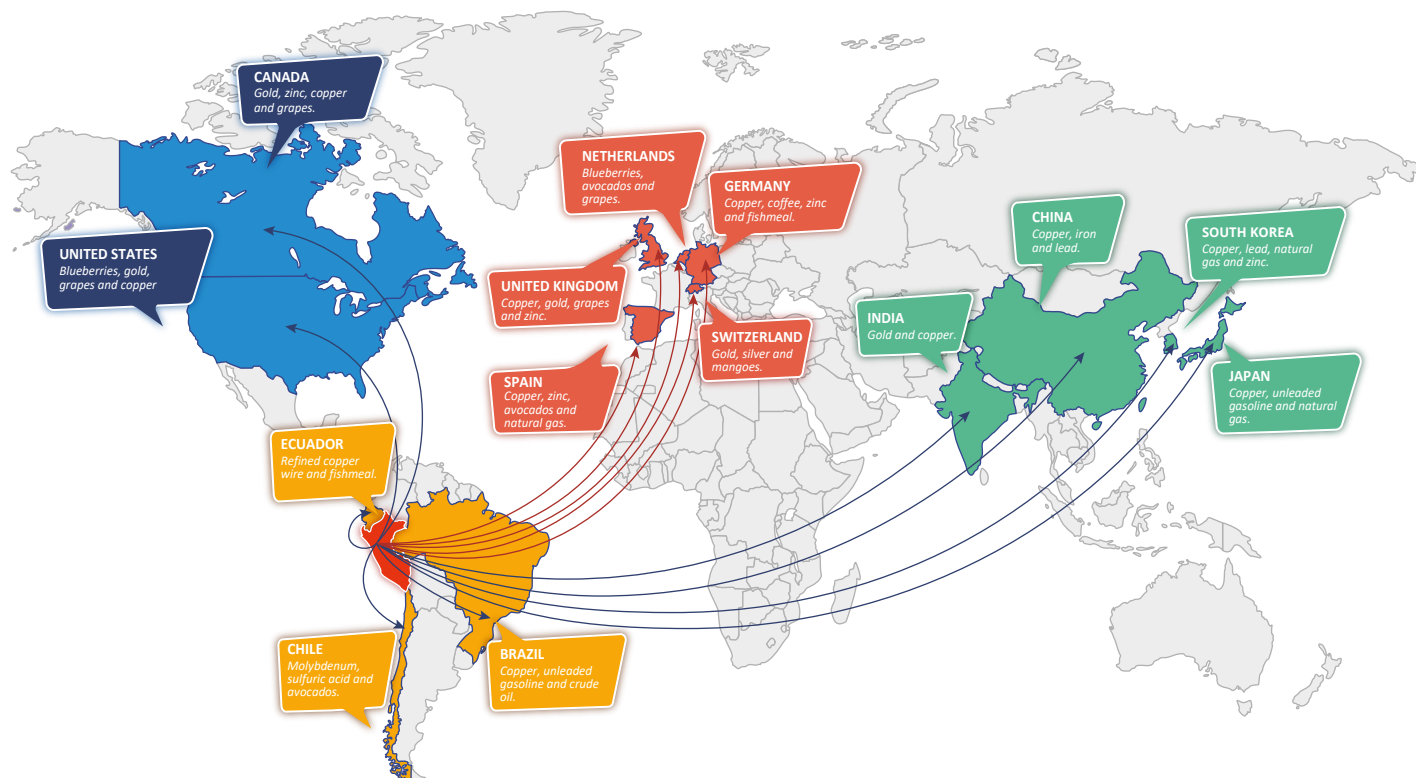 CANADA
Gold, zinc, copper
and grapes.
UNITED STATES
Blueberries, gold,
grapes and copper
NETHERLANDS
Blueberries,
avocados and
grapes.
GERMANY
Copper, coffee, zinc
and fishmeal.
UNITED KINGDOM
Copper, gold, grapes
and zinc.
SWITZERLAND
Gold, silver and
mangoes.
SPAIN
Copper, zinc,
avocados and
natural gas.
CHINA
Copper, iron
and lead.
SOUTH KOREA
Copper, lead, natural
gas and zinc.
INDIA
Gold and copper.
JAPAN
Copper, unleaded
gasoline and natural
gas.
ECUADOR
Refined copper
wire and fishmeal.
CHILE
Molybdenum,
sulfuric acid and
avocados.
BRAZIL
Copper, unleaded
gasoline and crude
oil.